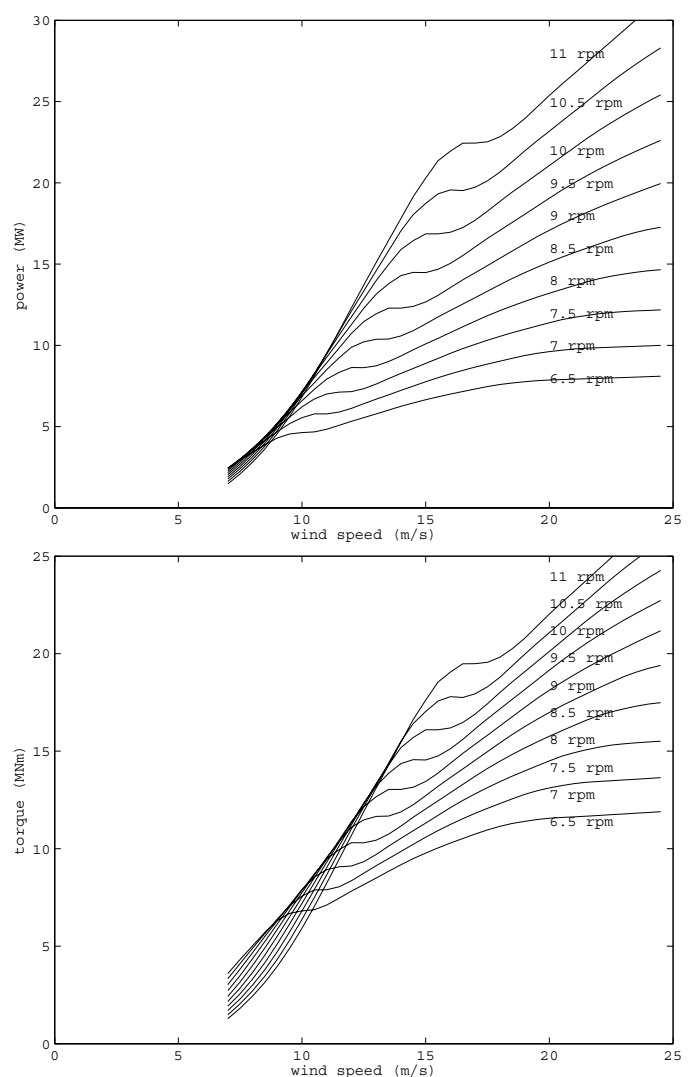 30
25
20
15
10
5
0
power (MW)
11 rpm
10.5 rpm
10 rpm
9.5 rpm
9 rpm
8.5 rpm
8 rpm
7.5 rpm
7 rpm
6.5 rpm
0 5 10 15 20 25
wind speed (m/s)
25
20
15
10
5
0
torque (MNm)
11 rpm
10.5 rpm
10 rpm
9.5 rpm
9 rpm
8.5 rpm
8 rpm
7.5 rpm
7 rpm
6.5 rpm
0 5 10 15 20 25
wind speed (m/s)